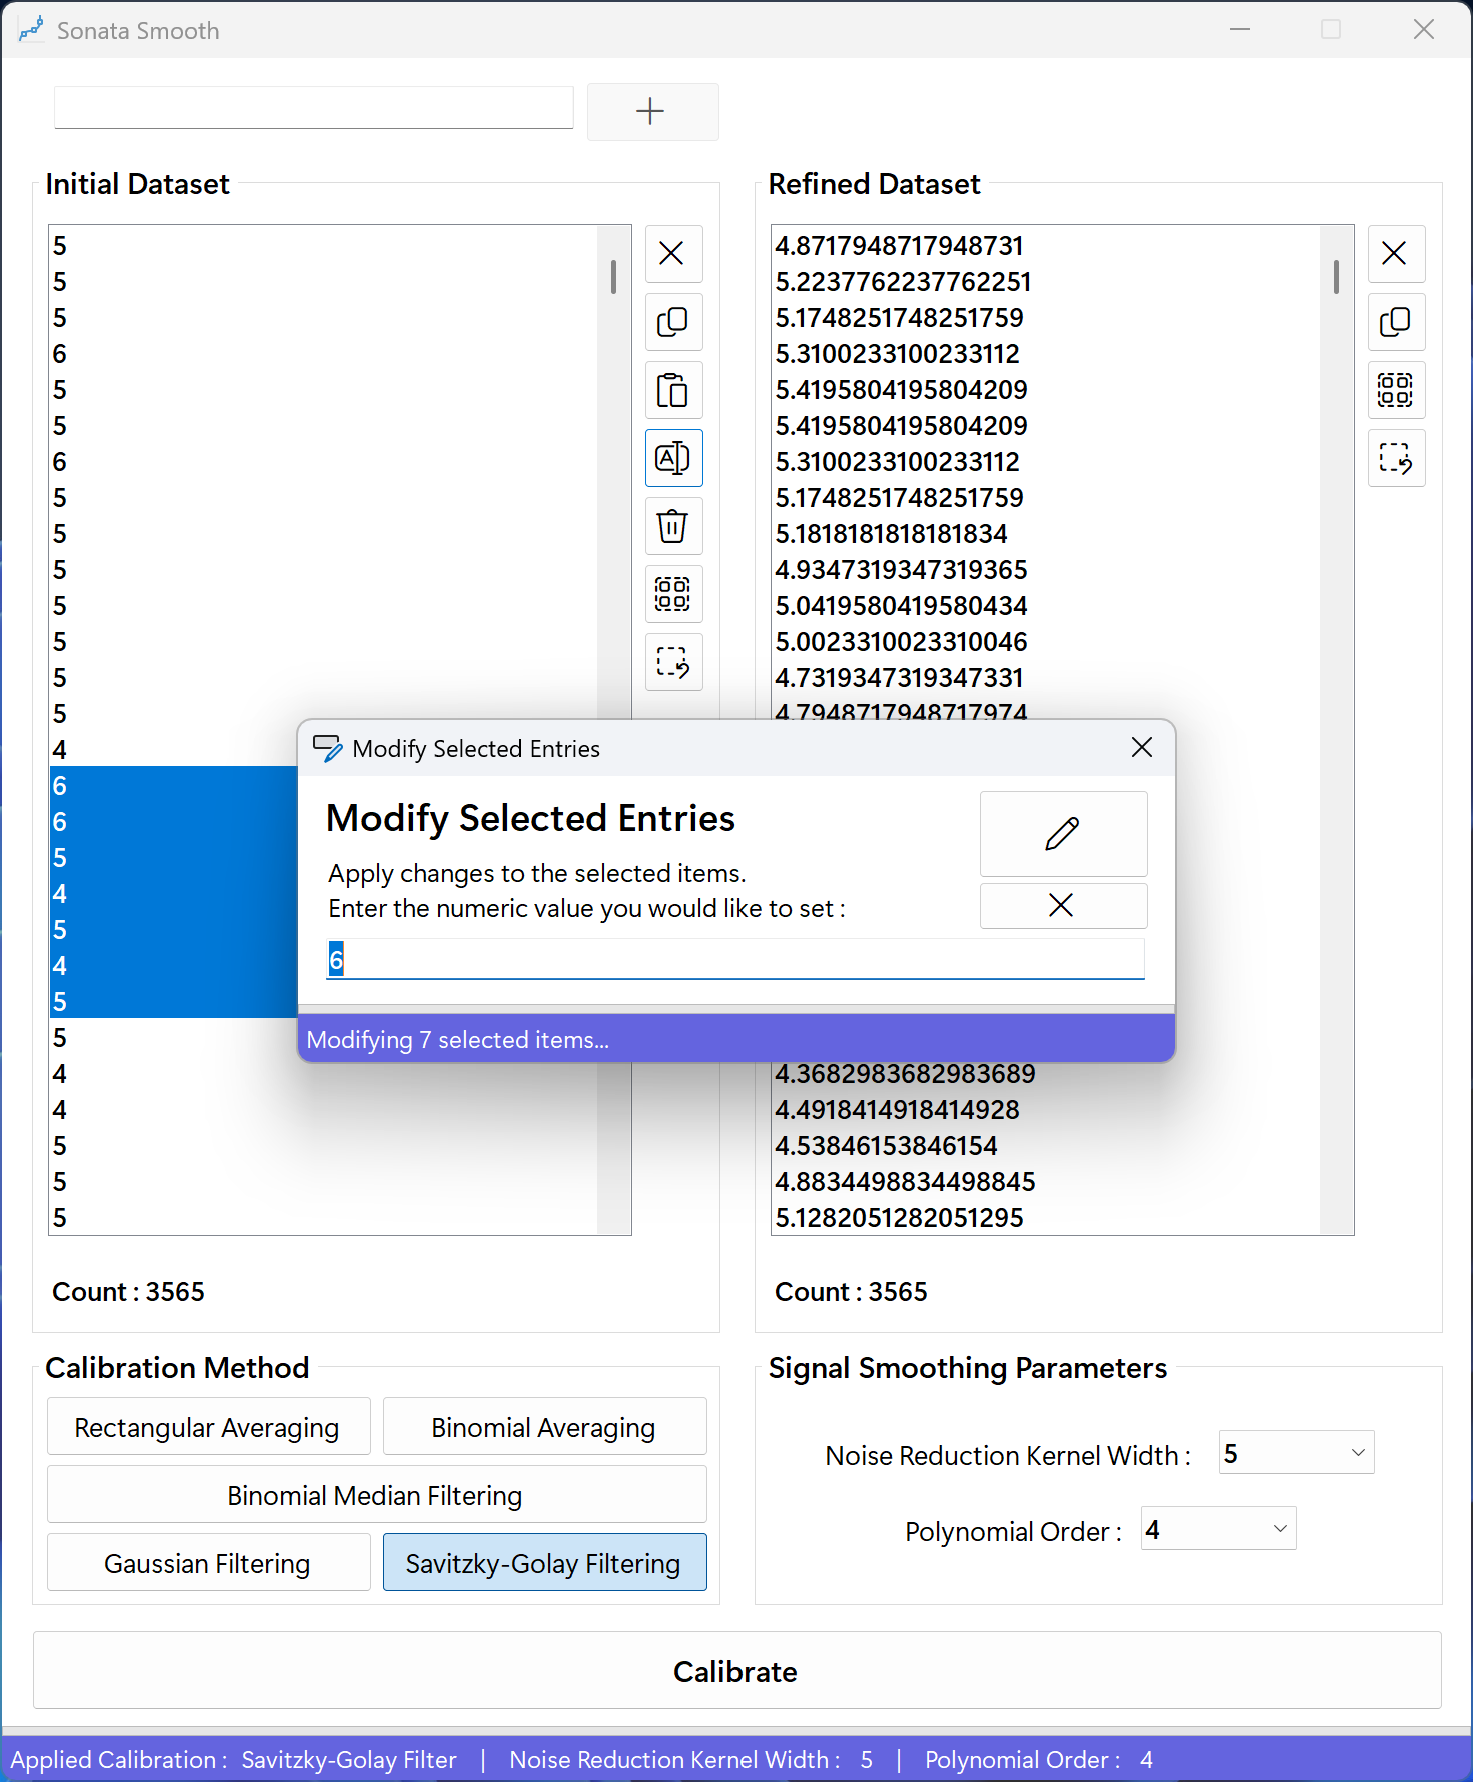 Sonata Smooth
Initial Dataset
5
5
5
6
5
5
6
5
5
5
5
5
5
5
4
6
6
5
4
5
4
5
5
4
4
5
5
5
Count : 3565
Refined Dataset
4.8717948717948731
5.2237762237762251
5.1748251748251759
5.3100233100233112
5.4195804195804209
5.4195804195804209
5.3100233100233112
5.1748251748251759
5.1818181818181834
4.9347319347319365
5.0419580419580434
5.0023310023310046
4.7319347319347331
4.7948717948717974
4.3682983682983689
4.4918414918414928
4.53846153846154
4.8834498834498845
5.1282051282051295
Count : 3565
Modify Selected Entries
Modify Selected Entries
Apply changes to the selected items.
Enter the numeric value you would like to set :
6
Modifying 7 selected items...
Calibration Method
Rectangular Averaging
Binomial Averaging
Binomial Median Filtering
Gaussian Filtering
Savitzky-Golay Filtering
Signal Smoothing Parameters
Noise Reduction Kernel Width : 5
Polynomial Order : 4
Calibrate
Applied Calibration : Savitzky-Golay Filter | Noise Reduction Kernel Width : 5 | Polynomial Order : 4